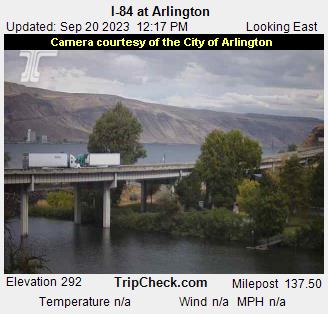 I-84 at Arlington
Updated: Sep 20 2023 12:17 PM Looking East
Camera courtesy of the City of Arlington
Elevation 292 TripCheck.com Milepost 137.50
Temperature n/a Wind n/a MPH n/a